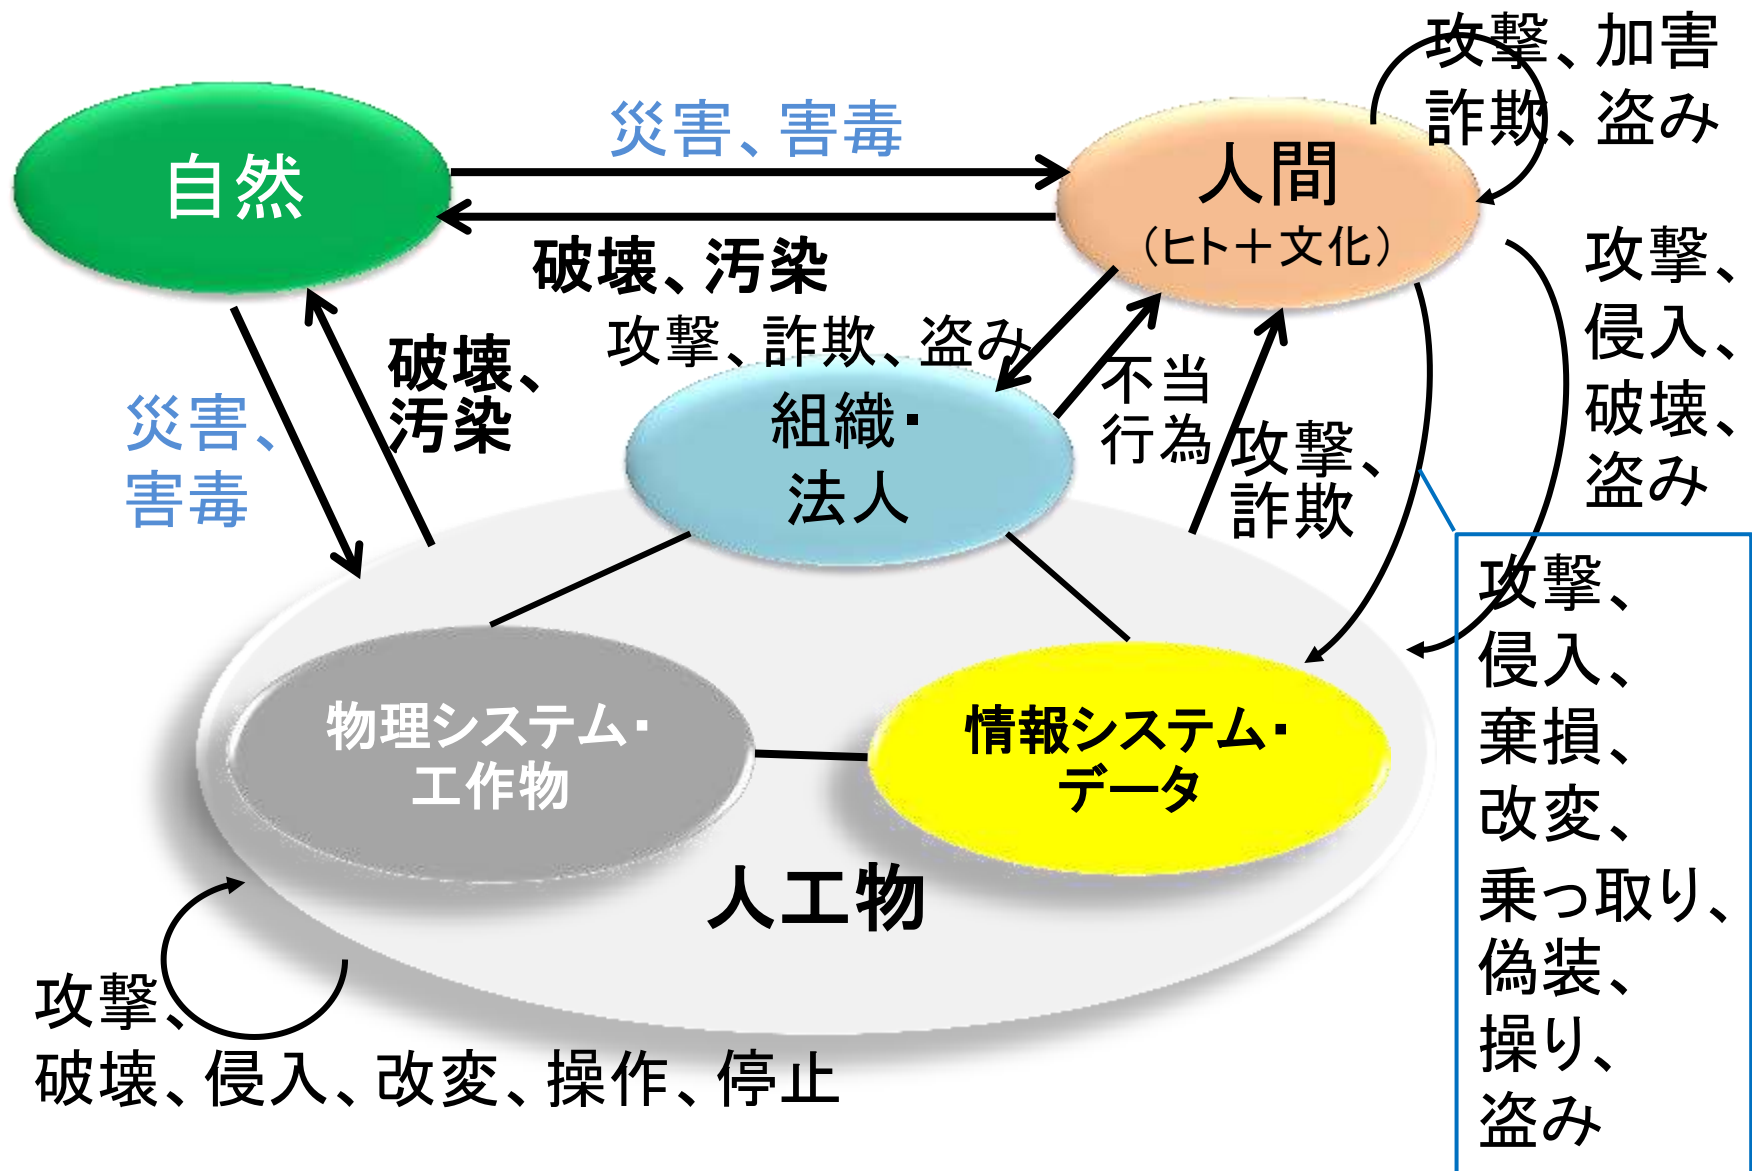 攻撃、加害
詐欺、盗み
災害、害毒
自然
人間
（ヒト＋文化）
破壊、汚染
攻撃、
侵入、
破壊、
盗み
攻撃、詐欺、盗み
破壊、
汚染
不当
行為
災害、
害毒
組織・
法人
攻撃、
詐欺
攻撃、
侵入、
棄損、
改変、
乗っ取り、
偽装、
操り、
盗み
物理システム・
工作物
情報システム・
データ
人工物
攻撃、
破壊、侵入、改変、操作、停止